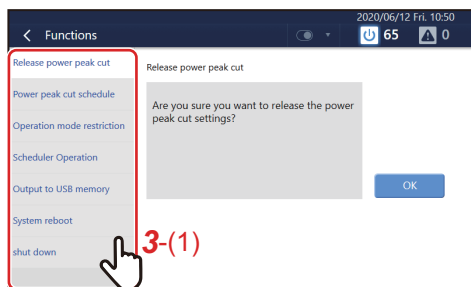 2020/06/12 Fri. 10:50
Functions
65
0
Release power peak cut
Power peak cut schedule
Operation mode restriction
Scheduler Operation
Output to USB memory
System reboot
shut down
Release power peak cut
Are you sure you want to release the power
peak cut settings?
OK
3-(1)